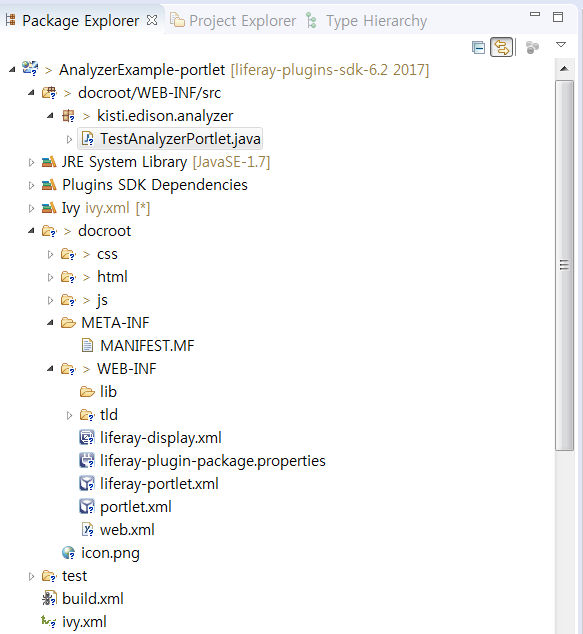 Package Explorer Project Explorer Type Hierarchy
> AnalyzerExample-portlet [liferay-plugins-sdk-6.2 2017]
> docroot/WEB-INF/src
> kisti.edison.analyzer
TestAnalyzerPortlet.java
JRE System Library [JavaSE-1.7]
Plugins SDK Dependencies
Ivy ivy.xml [*]
> docroot
> css
> html
> js
META-INF
MANIFEST.MF
> WEB-INF
lib
tld
liferay-display.xml
liferay-plugin-package.properties
liferay-portlet.xml
portlet.xml
web.xml
icon.png
test
build.xml
ivy.xml